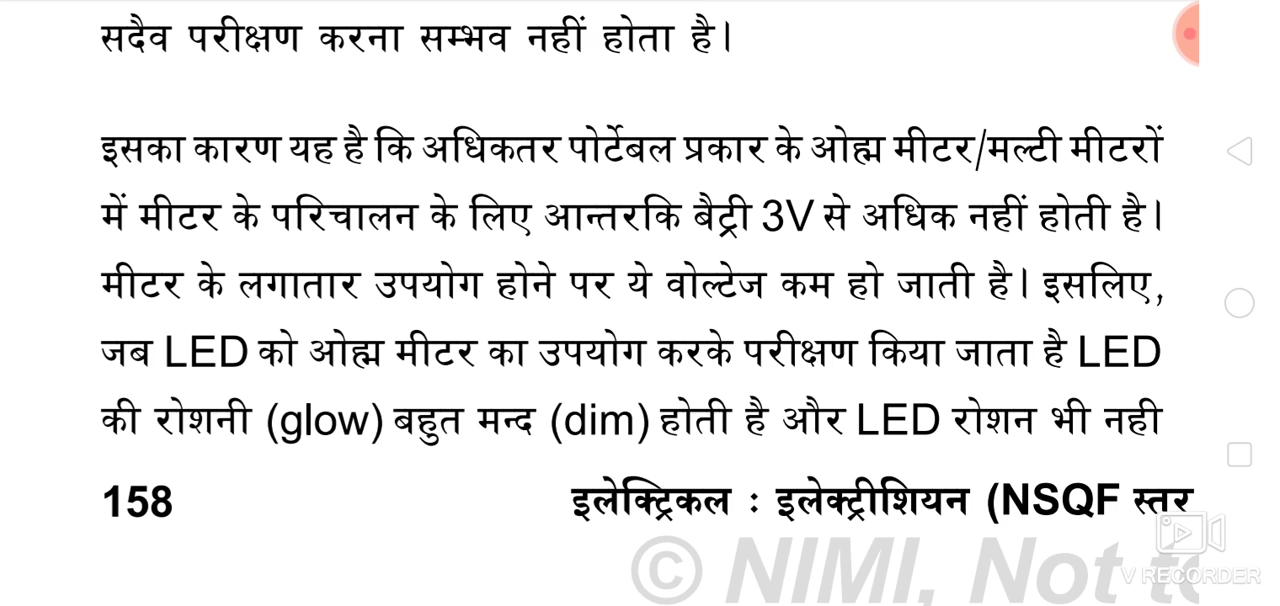 सदैव परीक्षण करना सम्भव नहीं होता है।
इसका कारण यह है कि अधिकतर पोर्टेबल प्रकार के ओह्म मीटर/मल्टी मीटरों
में मीटर के परिचालन के लिए आन्तरकि बैट्री 3V से अधिक नहीं होती है।
मीटर के लगातार उपयोग होने पर ये वोल्टेज कम हो जाती है। इसलिए,
जब LED को ओह्म मीटर का उपयोग करके परीक्षण किया जाता है LED
की रोशनी (glow) बहुत मन्द (dim) होती है और LED रोशन भी नही
158 इलेक्ट्रिकल : इलेक्ट्रीशियन (NSQF स्तर
© NIMI, Not to
V RECORDER